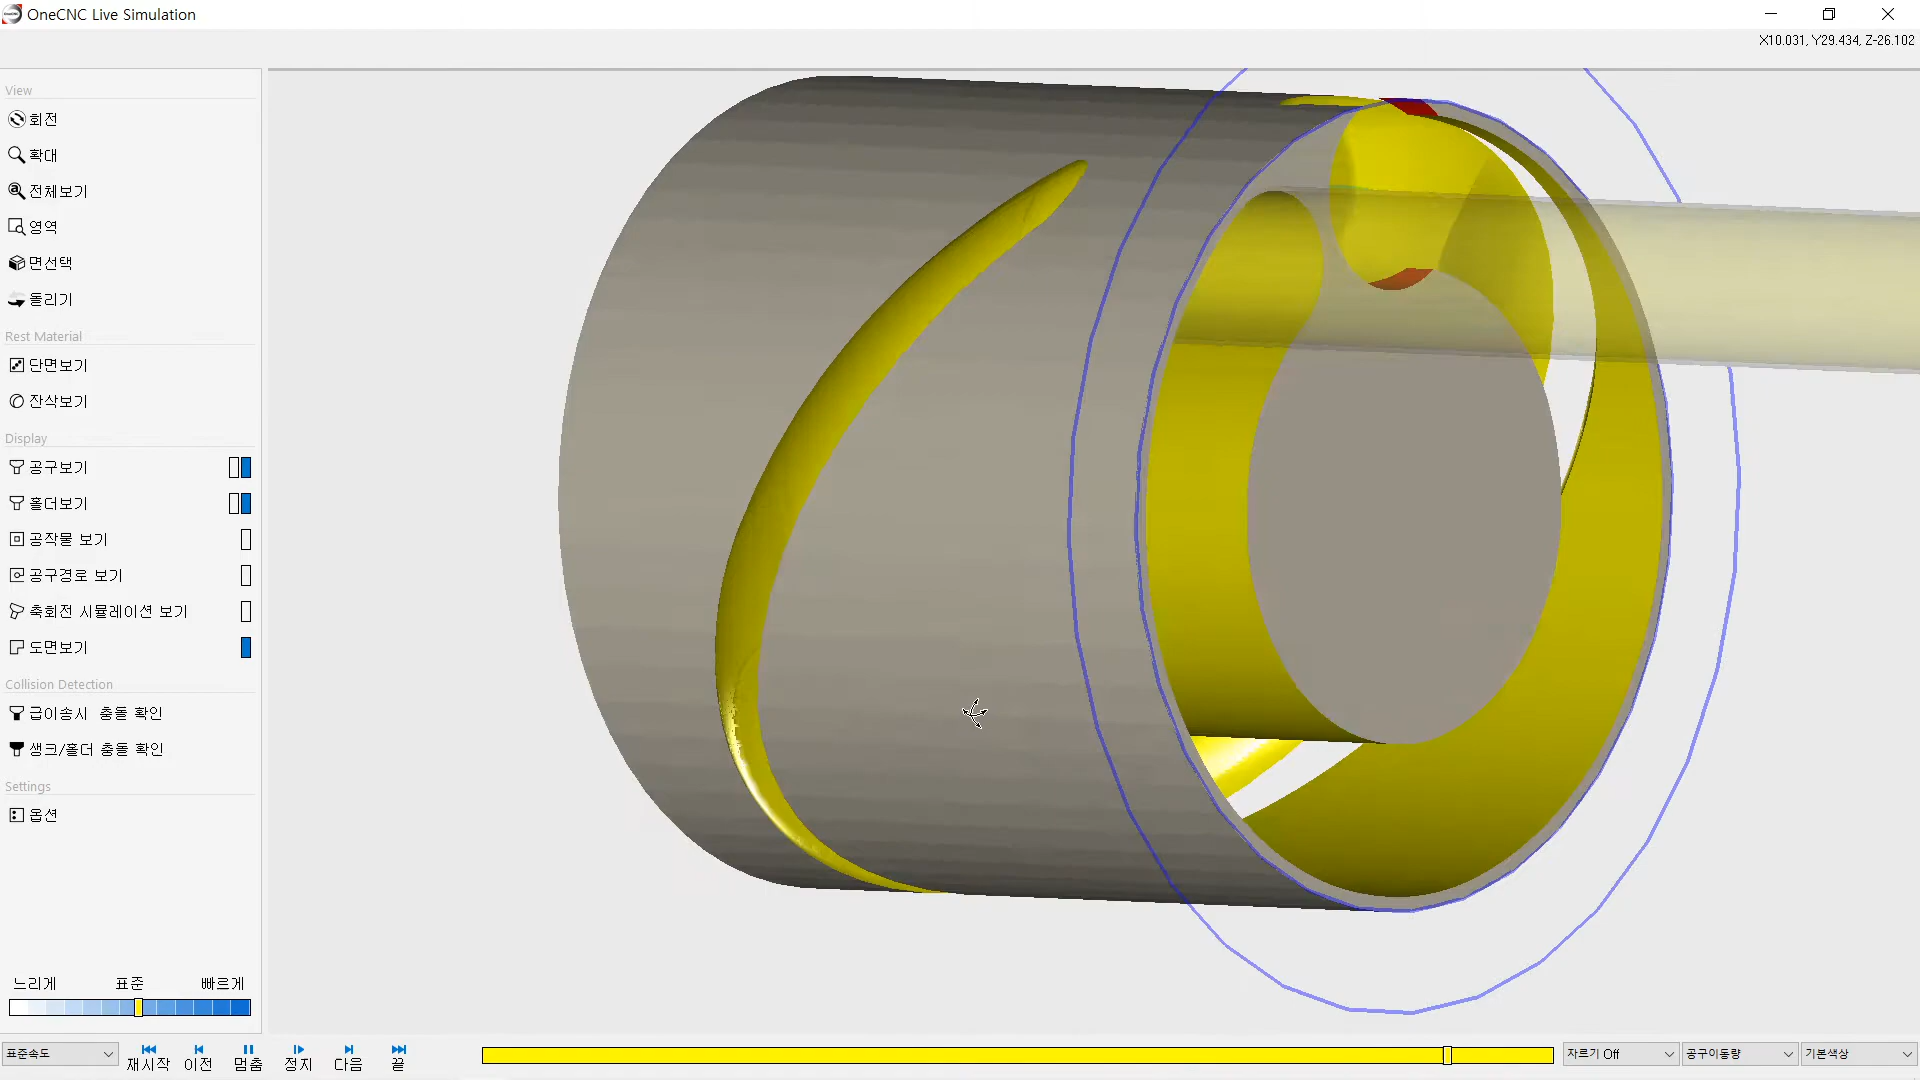 OneCNC Live Simulation
X10.031, Y29.434, Z-26.102
View
회전
확대
전체보기
영역
면선택
돌리기
Rest Material
단면보기
잔삭보기
Display
공구보기
홀더보기
공작물 보기
공구경로 보기
축회전 시뮬레이션 보기
도면보기
Collision Detection
급이송시 충돌 확인
생크/홀더 충돌 확인
Settings
옵션
느리게 표준 빠르게
표준속도 재시작 이전 멈춤 정지 다음 끝 자르기 Off 공구이동량 기본색상